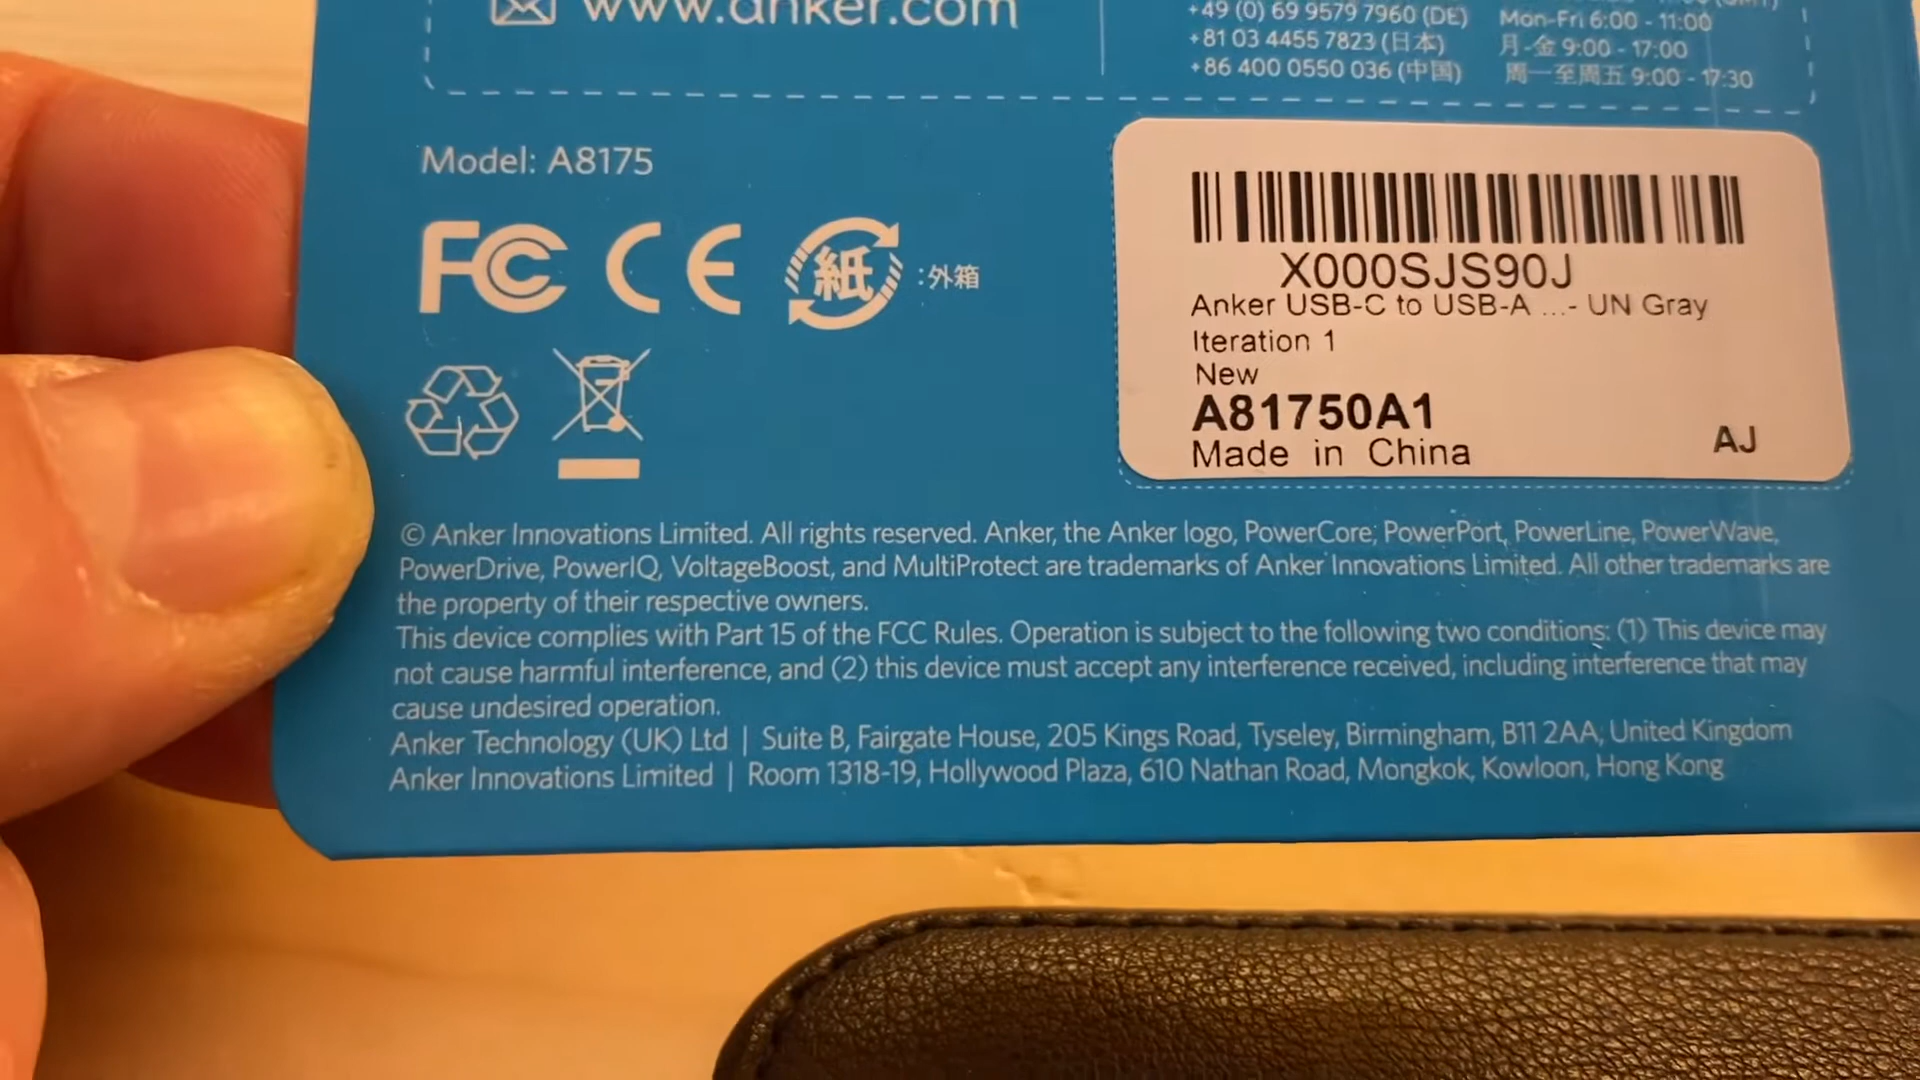 www.anker.com
+49 (0) 69 9579 7960 (DE) Mon-Fri 6:00 - 11:00
+81 03 4455 7823 (日本) 月-金 9:00 - 17:00
+86 400 0550 036 (中国) 周一至周五 9:00 - 17:30
Model: A8175
FC CE 紙 :外箱
X000SJS90J
Anker USB-C to USB-A ...- UN Gray
Iteration 1
New
A81750A1
Made in China
AJ
© Anker Innovations Limited. All rights reserved. Anker, the Anker logo, PowerCore, PowerPort, PowerLine, PowerWave,
PowerDrive, PowerIQ, VoltageBoost, and MultiProtect are trademarks of Anker Innovations Limited. All other trademarks are
the property of their respective owners.
This device complies with Part 15 of the FCC Rules. Operation is subject to the following two conditions: (1) This device may
not cause harmful interference, and (2) this device must accept any interference received, including interference that may
cause undesired operation.
Anker Technology (UK) Ltd | Suite B, Fairgate House, 205 Kings Road, Tyseley, Birmingham, B11 2AA, United Kingdom
Anker Innovations Limited | Room 1318-19, Hollywood Plaza, 610 Nathan Road, Mongkok, Kowloon, Hong Kong